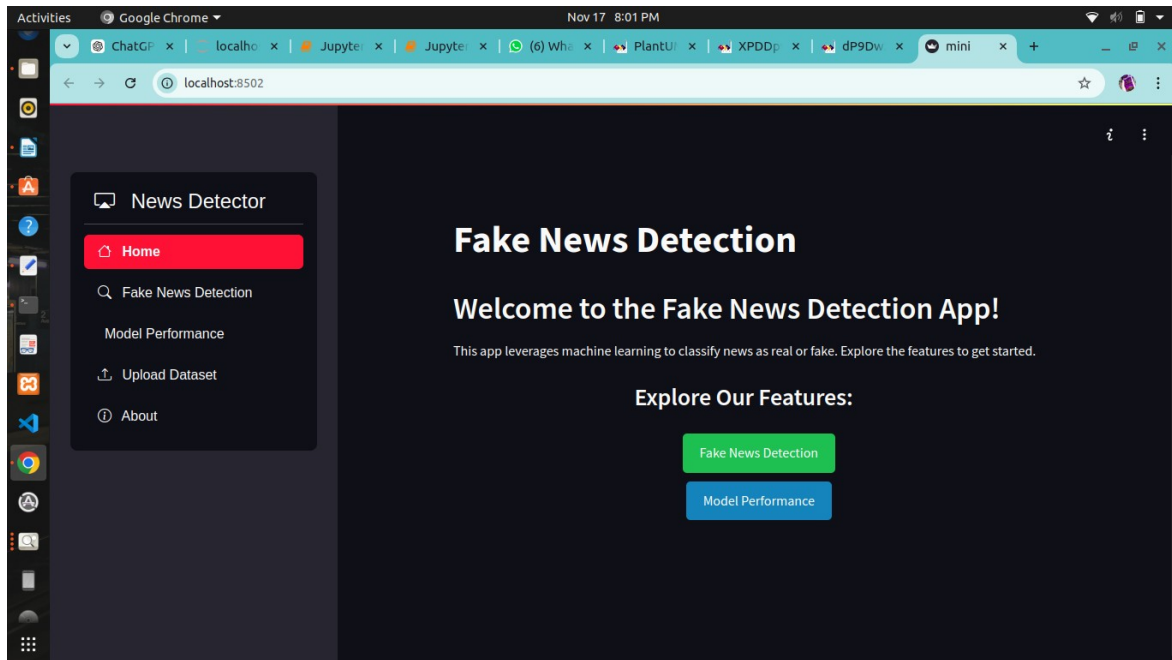 Activities Google Chrome Nov 17 8:01 PM
ChatGP localho Jupyter Jupyter (6) Wha PlantU XPDDp dP9Dw mini
localhost:8502
News Detector
Home
Fake News Detection
Model Performance
Upload Dataset
About
Fake News Detection
Welcome to the Fake News Detection App!
This app leverages machine learning to classify news as real or fake. Explore the features to get started.
Explore Our Features:
Fake News Detection
Model Performance